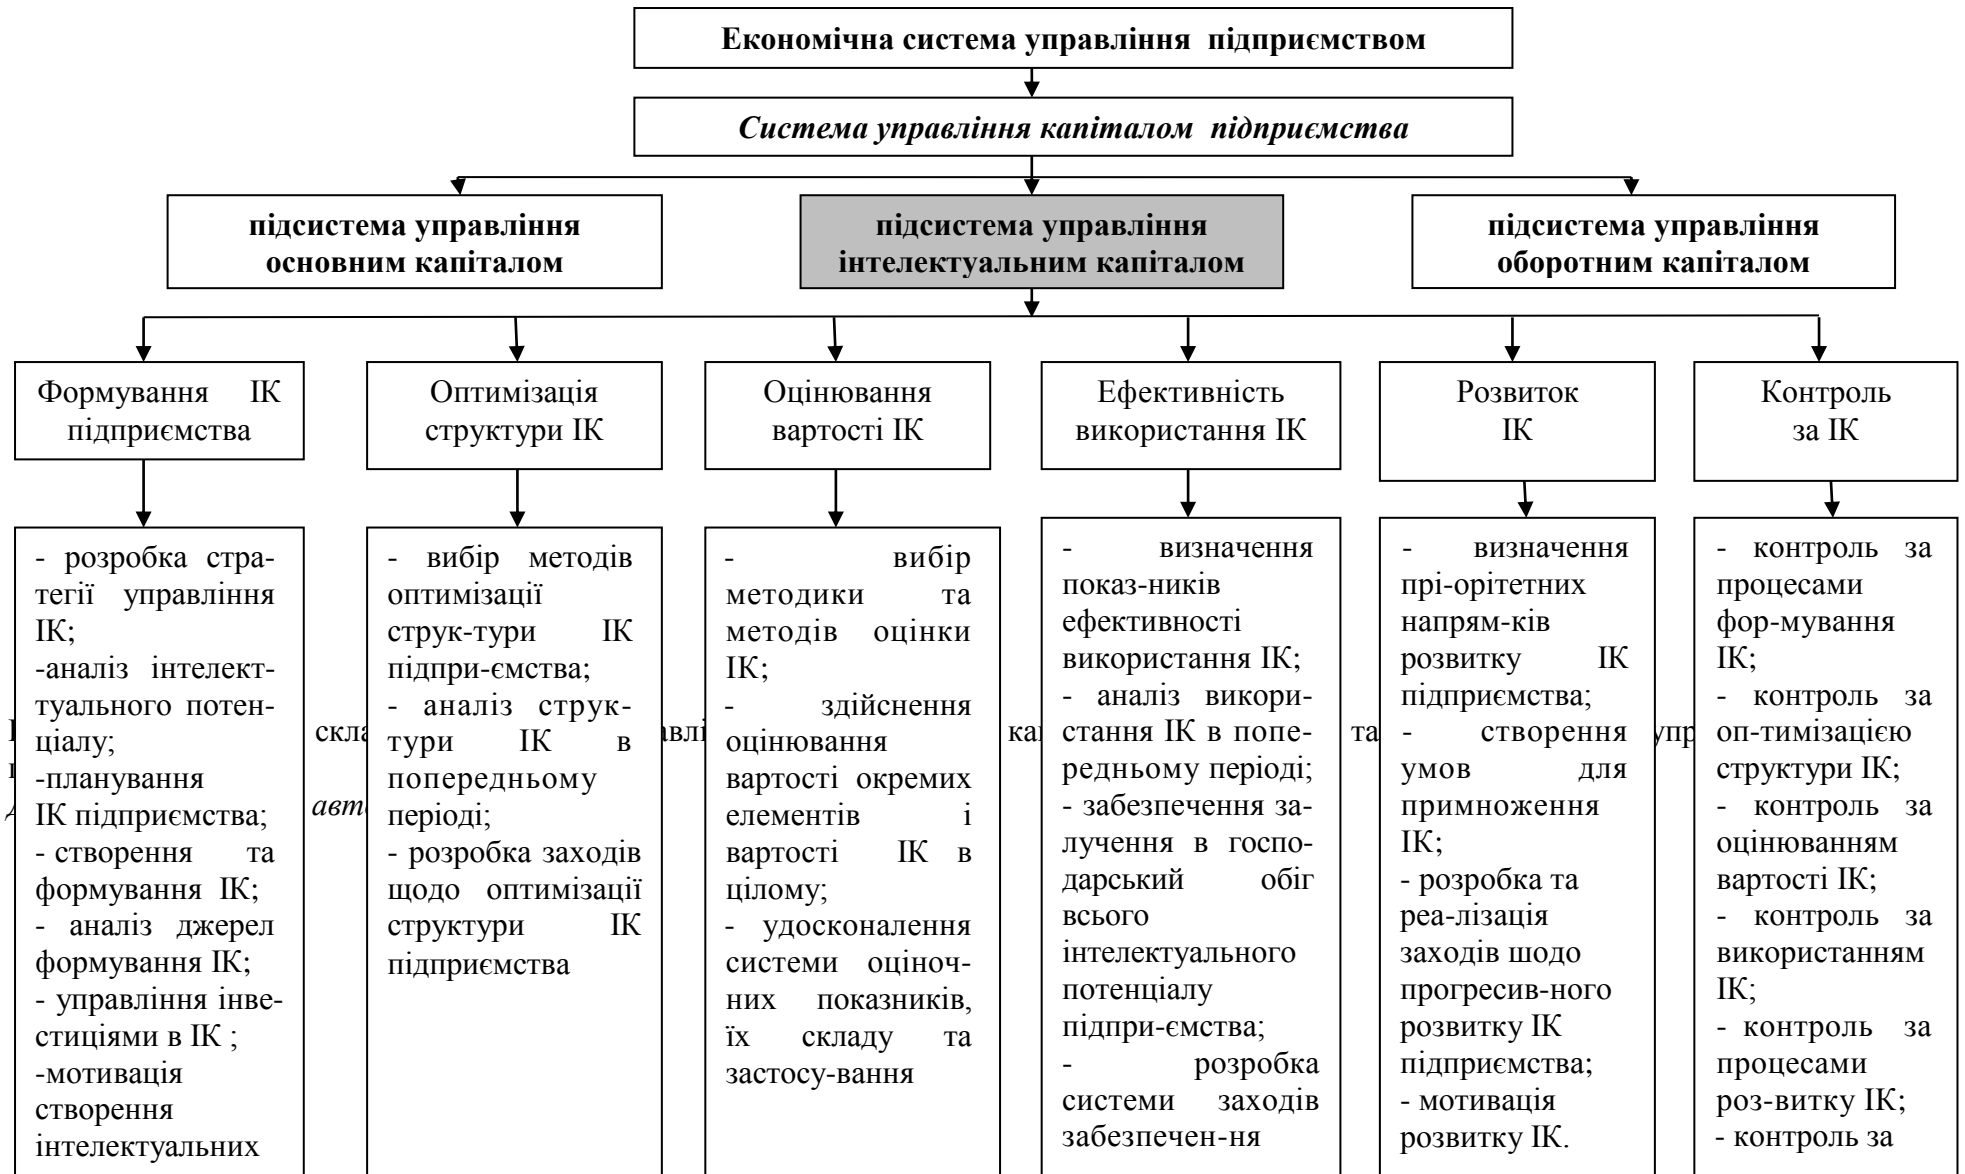 Економічна система управління підприємством
Система управління капіталом підприємства
підсистема управління
основним капіталом
підсистема управління
інтелектуальним капіталом
підсистема управління
оборотним капіталом
Формування ІК
підприємства
Оптимізація
структури ІК
Оцінювання
вартості ІК
Ефективність
використання ІК
Розвиток
ІК
Контроль
за ІК
- розробка стра-
тегії управління
ІК;
-аналіз інтелект-
туального потен-
ціалу;
-планування
ІК підприємства;
- створення та
формування ІК;
- аналіз джерел
формування ІК;
- управління інве-
стиціями в ІК ;
-мотивація
створення
інтелектуальних
- вибір методів
оптимізації
струк-тури ІК
підпри-ємства;
- аналіз струк-
тури ІК в
попередньому
періоді;
- розробка заходів
щодо оптимізації
структури ІК
підприємства
- вибір
методики та
методів оцінки
ІК;
- здійснення
оцінювання
вартості окремих
елементів і
вартості ІК в
цілому;
- удосконалення
системи оціноч-
них показників,
їх складу та
застосу-вання
- визначення
показ-ників
ефективності
використання ІК;
- аналіз викори-
стання ІК в попе-
редньому періоді;
- забезпечення за-
лучення в госпо-
дарський обіг
всього
інтелектуального
потенціалу
підпри-ємства;
- розробка
системи заходів
забезпечен-ня
- визначення
прі-орітетних
напрям-ків
розвитку ІК
підприємства;
- створення
умов для
примноження
ІК;
- розробка та
реа-лізація
заходів шодо
прогресив-ного
розвитку ІК
підприємства;
- мотивація
розвитку ІК.
- контроль за
процесами
фор-мування
ІК;
- контроль за
оп-тимізацією
структури ІК;
- контроль за
оцінюванням
вартості ІК;
- контроль за
використанням
ІК;
- контроль за
процесами
роз-витку ІК;
- контроль за